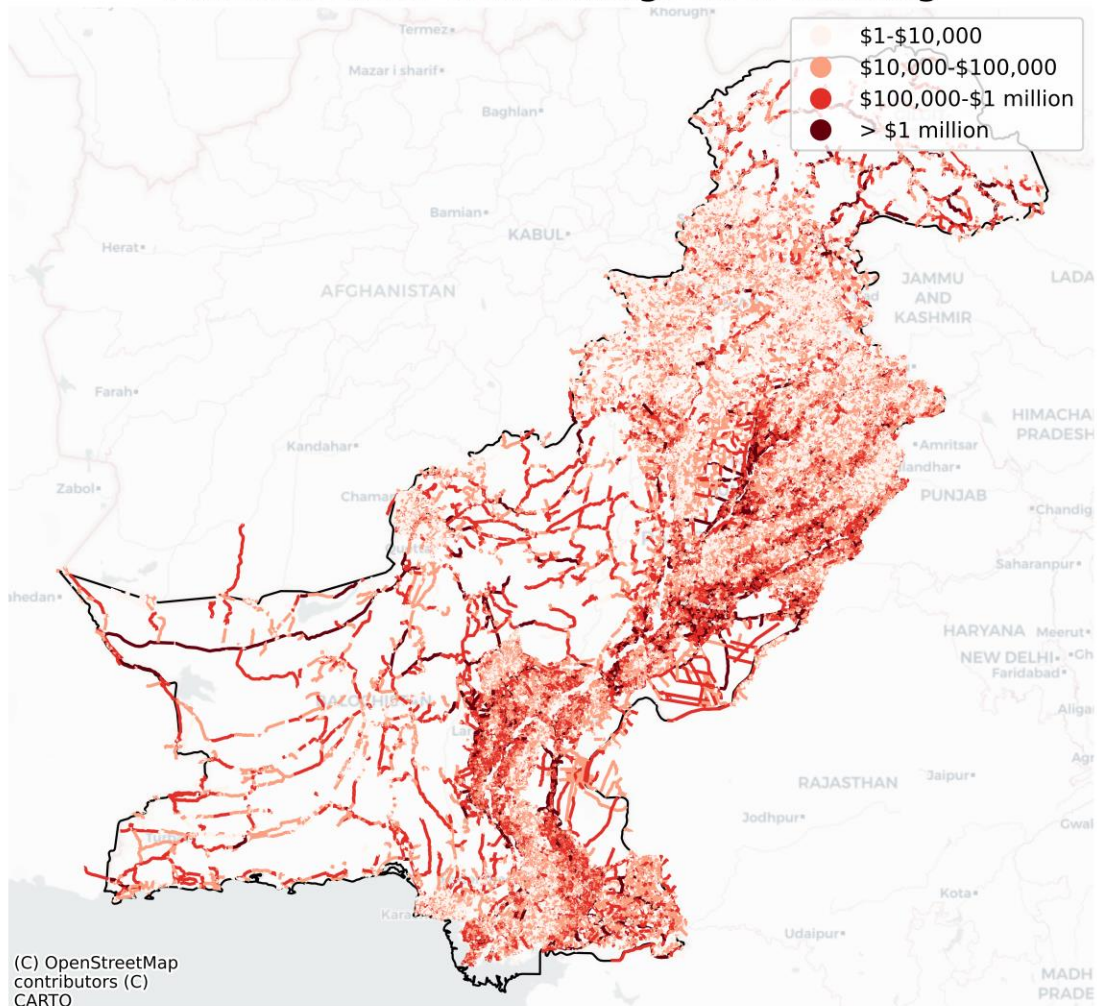 Khorugh
Termez
Mazar i sharif
Baghlan
$1-$10,000
$10,000-$100,000
$100,000-$1 million
> $1 million
Bamian
KABUL
Herat
AFGHANISTAN
JAMMU
AND
KASHMIR
LADA
Farah
HIMACHA
PRADESH
Kandahar
Amritsar
Zabol
Chaman
PUNJAB
Chandig
Saharanpur
HARYANA
Meerut
NEW DELHI
Faridabad
Aligar
RAJASTHAN
Jaipur
Jodhpur
Gwal
Kota
Udaipur
MADH
PRADE
(C) OpenStreetMap
contributors (C)
CARTO